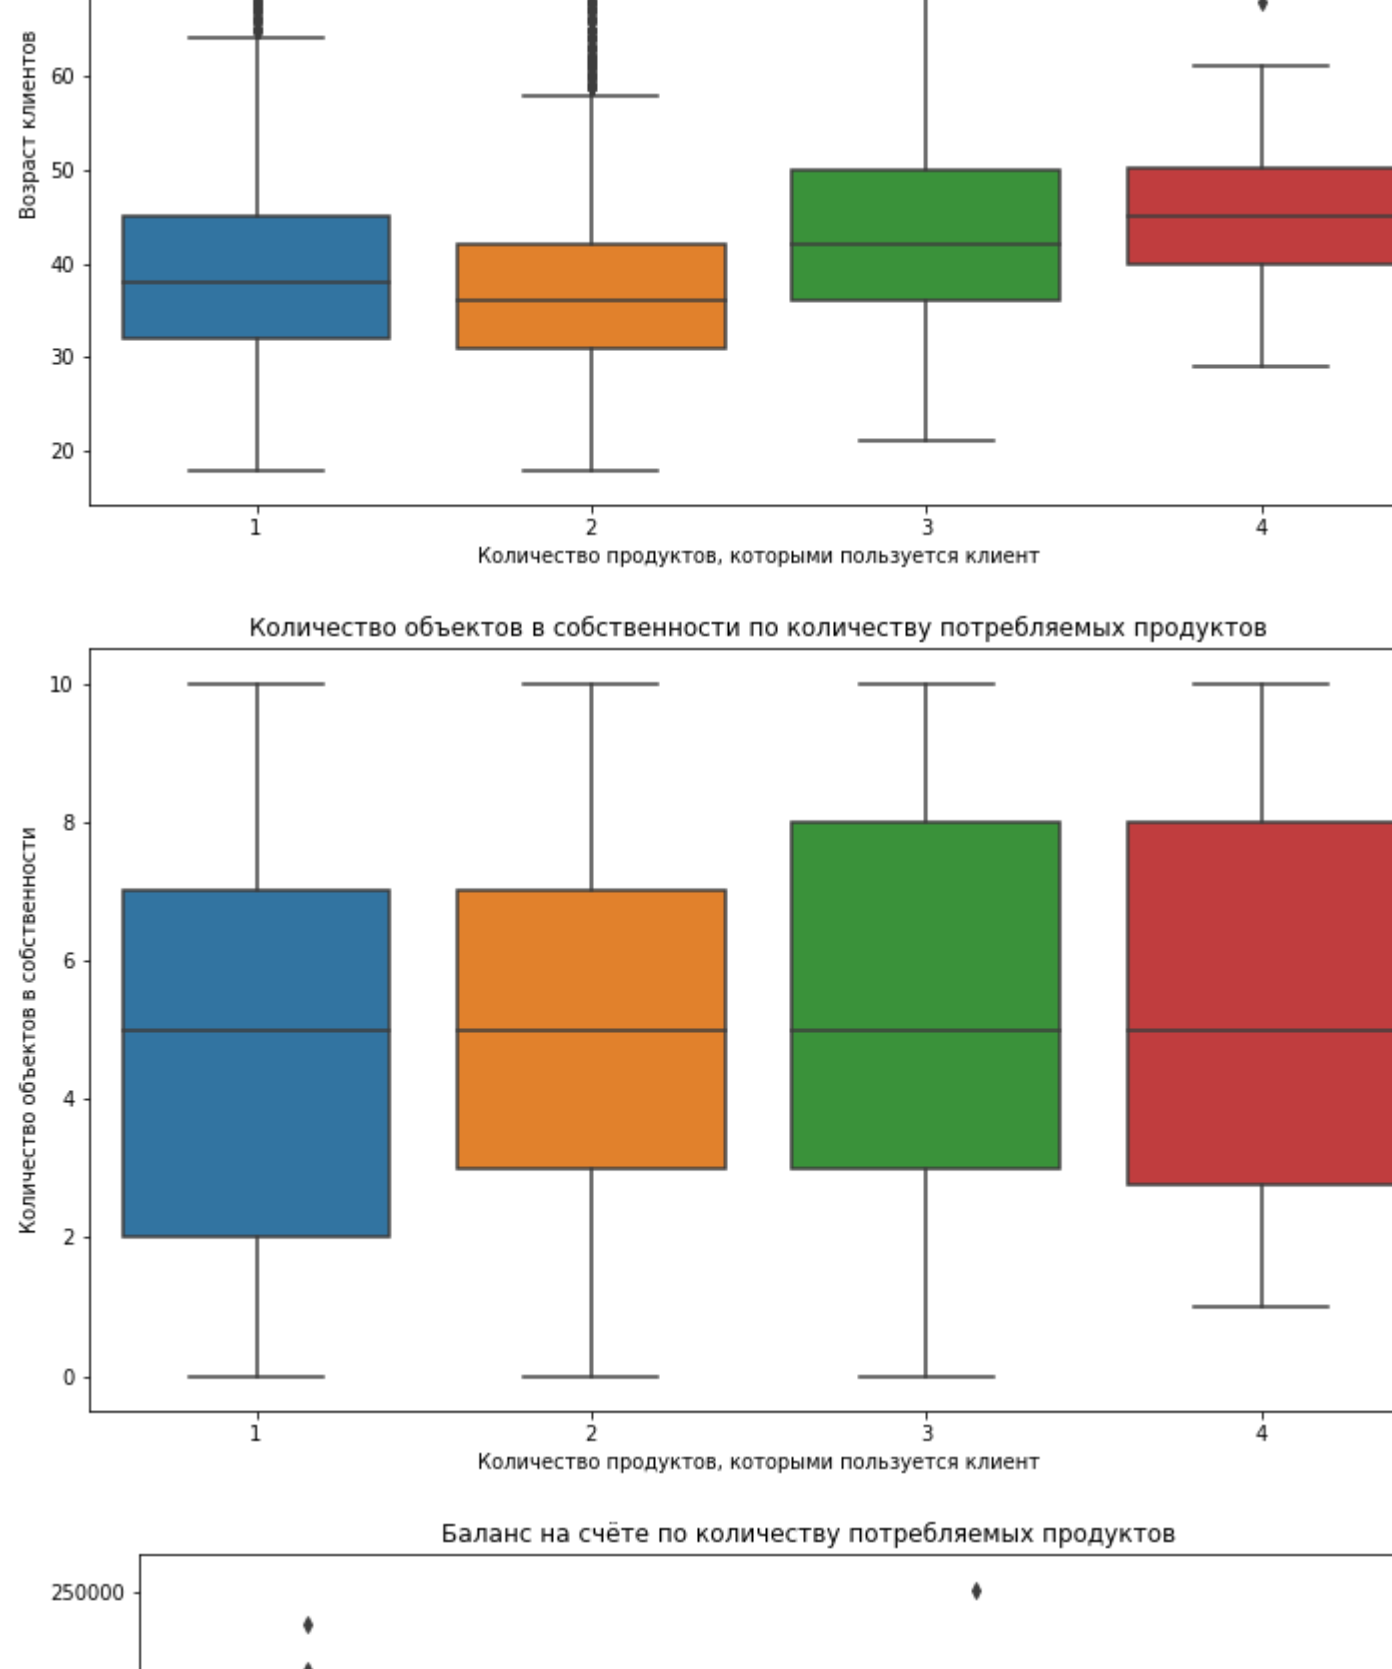 Возраст клиентов
60
50
40
30
20
1 2 3 4
Количество продуктов, которыми пользуется клиент
Количество объектов в собственности по количеству потребляемых продуктов
Количество объектов в собственности
10
8
6
4
2
0
1 2 3 4
Количество продуктов, которыми пользуется клиент
Баланс на счёте по количеству потребляемых продуктов
250000